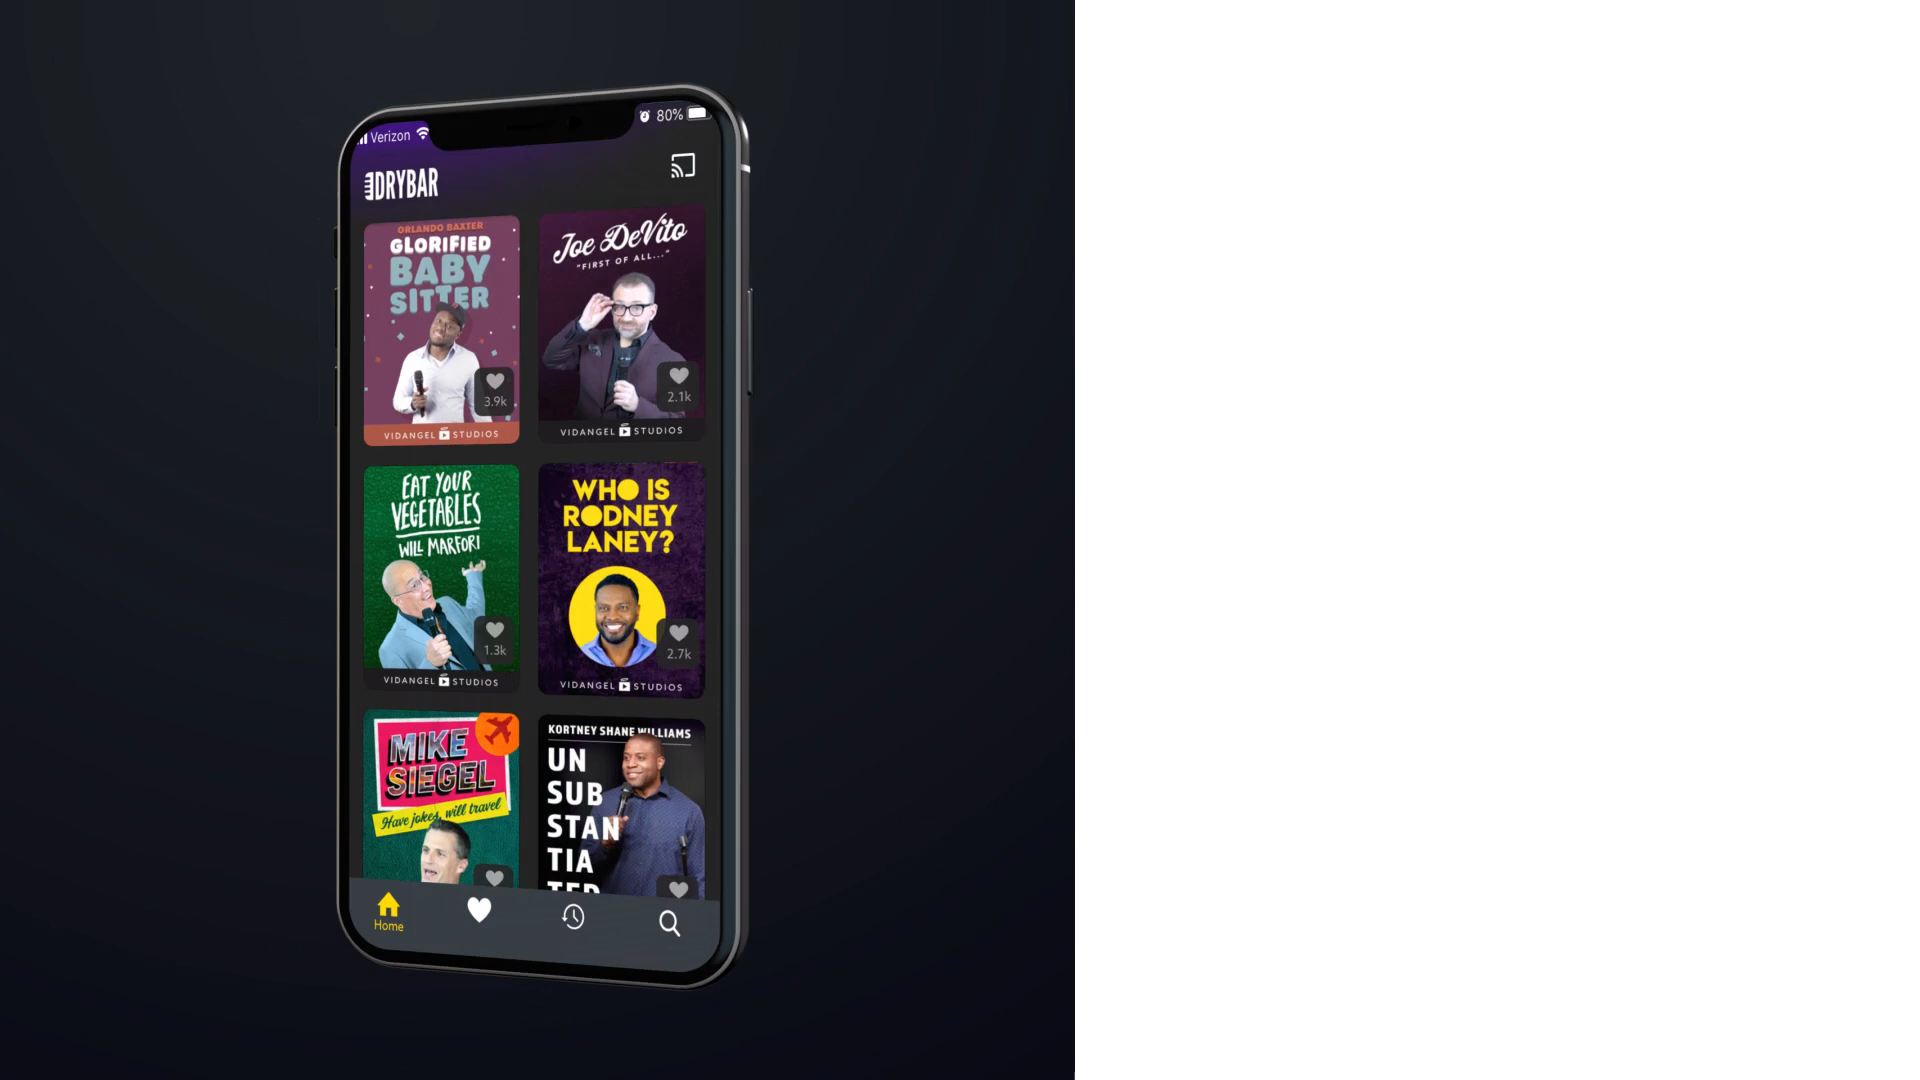 Verizon
80%
DRYBAR
ORLANDO BAXTER
GLORIFIED
BABY
SITTER
3.9k
VIDANGEL STUDIOS
Joe DeVito
"FIRST OF ALL..."
2.1k
VIDANGEL STUDIOS
EAT YOUR
VEGETABLES
WILL MARFORI
1.3k
VIDANGEL STUDIOS
WHO IS
RODNEY
LANEY?
2.7k
VIDANGEL STUDIOS
MIKE
SIEGEL
Have jokes, will travel
KORTNEY SHANE WILLIAMS
UN
SUB
STAN
TIA
TED
Home